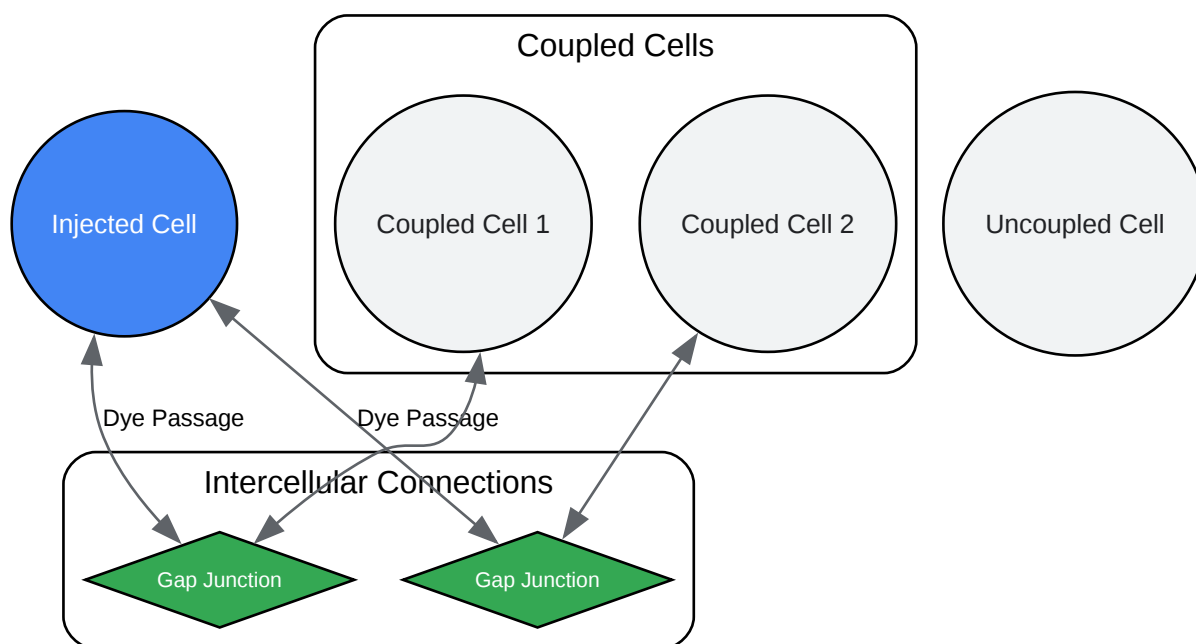 Coupled Cells
Injected Cell
Coupled Cell 1
Coupled Cell 2
Uncoupled Cell
Dye Passage
Dye Passage
Intercellular Connections
Gap Junction
Gap Junction